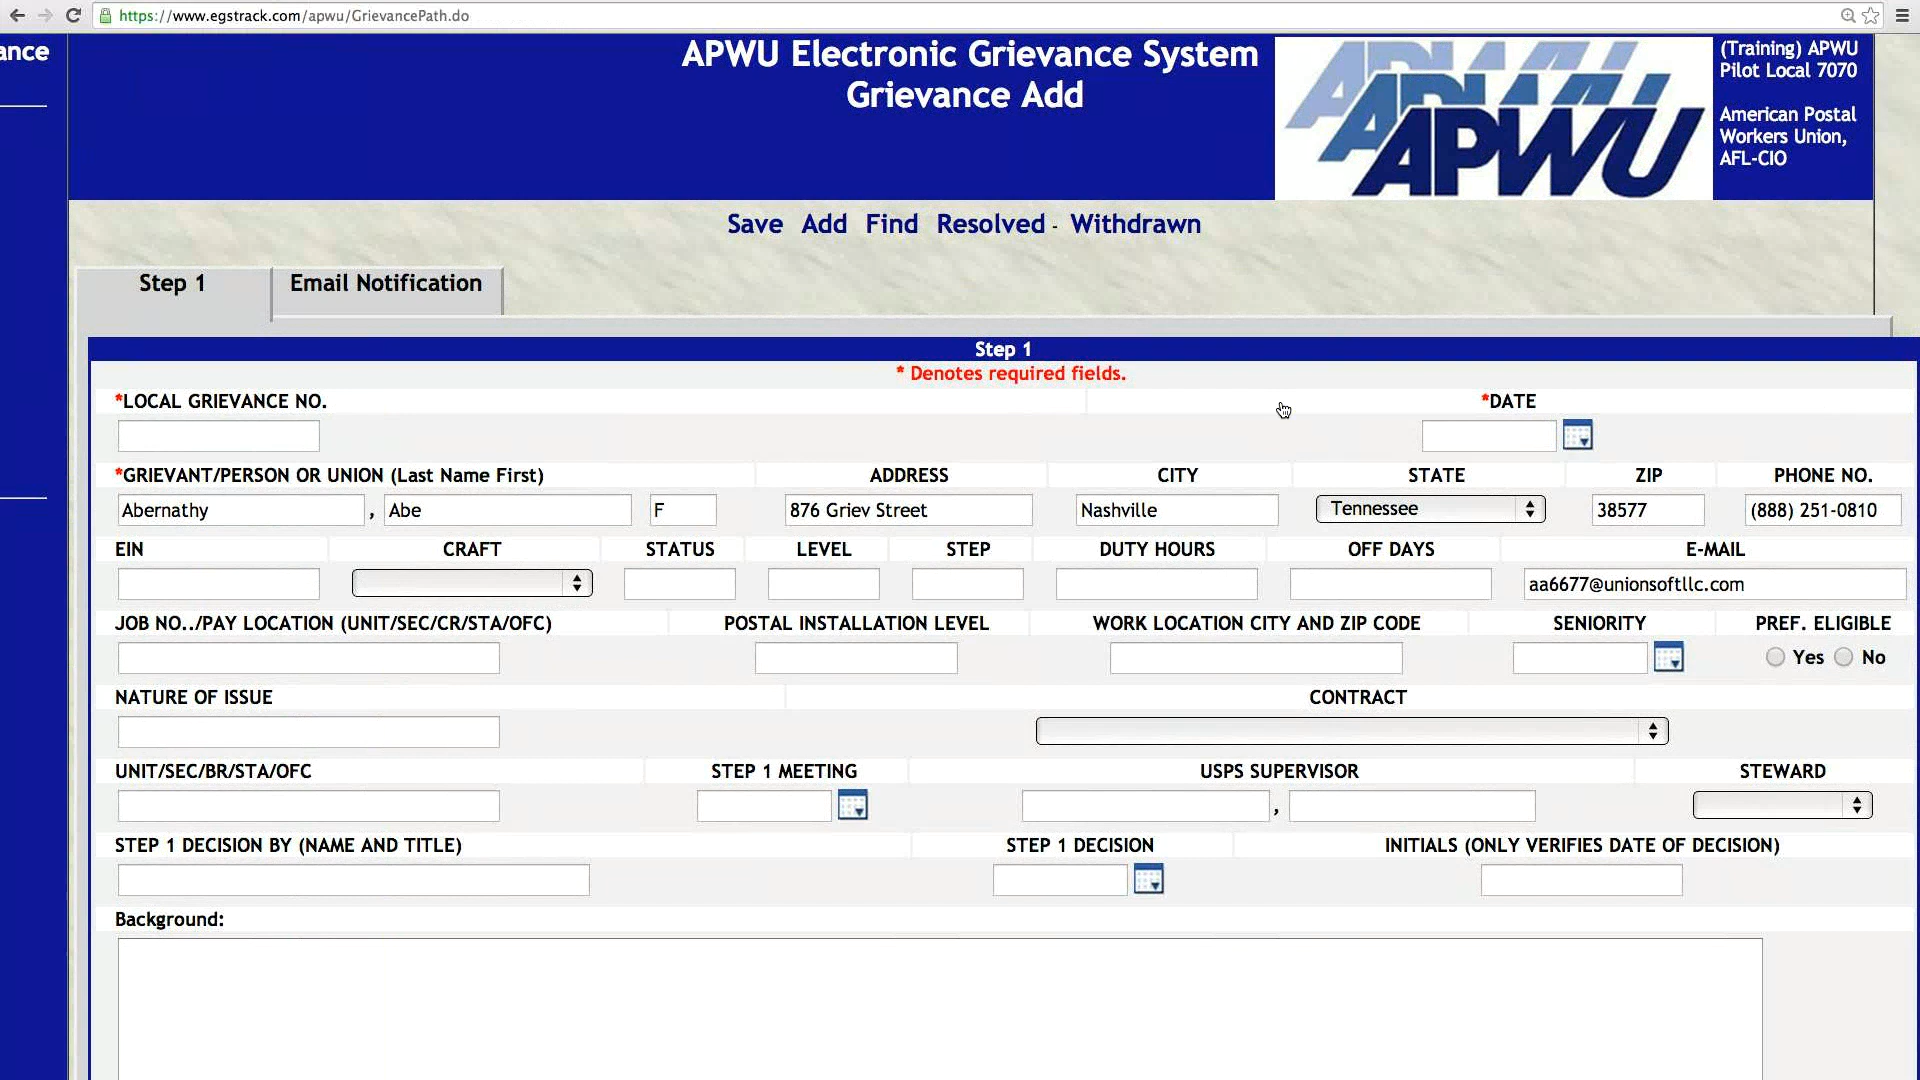 https://www.egstrack.com/apwu/GrievancePath.do
ance
APWU Electronic Grievance System
Grievance Add
APWU
(Training) APWU
Pilot Local 7070
American Postal
Workers Union,
AFL-CIO
Save Add Find Resolved - Withdrawn
Step 1 Email Notification
Step 1
* Denotes required fields.
*LOCAL GRIEVANCE NO. *DATE
*GRIEVANT/PERSON OR UNION (Last Name First) ADDRESS CITY STATE ZIP PHONE NO.
Abernathy , Abe F 876 Griev Street Nashville Tennessee 38577 (888) 251-0810
EIN CRAFT STATUS LEVEL STEP DUTY HOURS OFF DAYS E-MAIL
aa6677@unionsoftllc.com
JOB NO../PAY LOCATION (UNIT/SEC/CR/STA/OFC) POSTAL INSTALLATION LEVEL WORK LOCATION CITY AND ZIP CODE SENIORITY PREF. ELIGIBLE
Yes No
NATURE OF ISSUE CONTRACT
UNIT/SEC/BR/STA/OFC STEP 1 MEETING USPS SUPERVISOR STEWARD
,
STEP 1 DECISION BY (NAME AND TITLE) STEP 1 DECISION INITIALS (ONLY VERIFIES DATE OF DECISION)
Background: